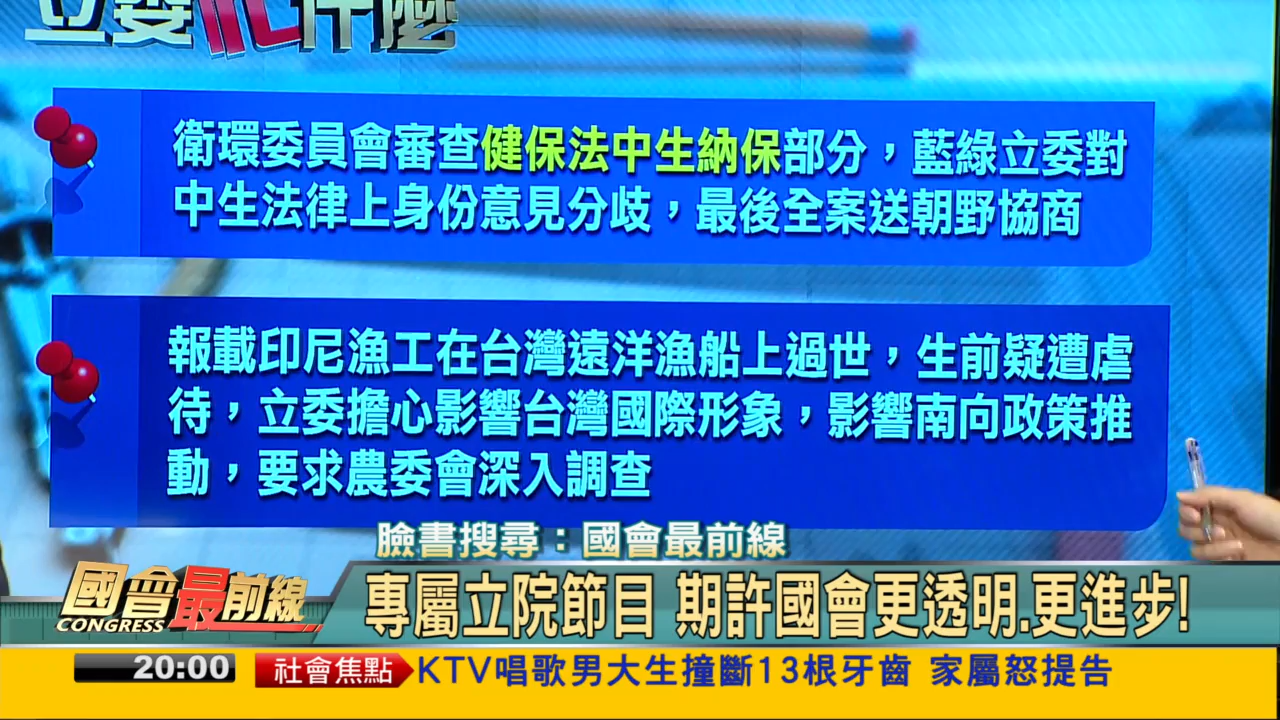 立委忙什麼
衛環委員會審查健保法中生納保部分，藍綠立委對
中生法律上身份意見分歧，最後全案送朝野協商
報載印尼漁工在台灣遠洋漁船上過世，生前疑遭虐
待，立委擔心影響台灣國際形象，影響南向政策推
動，要求農委會深入調查
臉書搜尋：國會最前線
國會最前線
CONGRESS
專屬立院節目 期許國會更透明.更進步!
20:00 社會焦點 KTV唱歌男大生撞斷13根牙齒 家屬怒提告